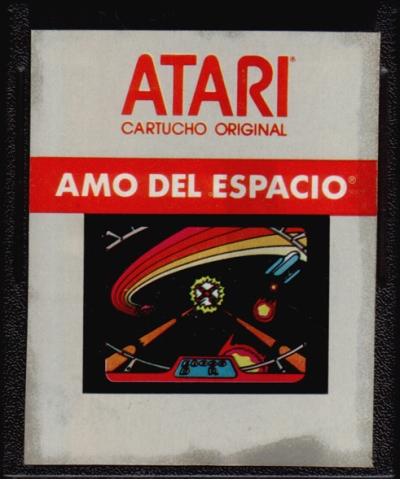 ATARI®
CARTUCHO ORIGINAL
AMO DEL ESPACIO®